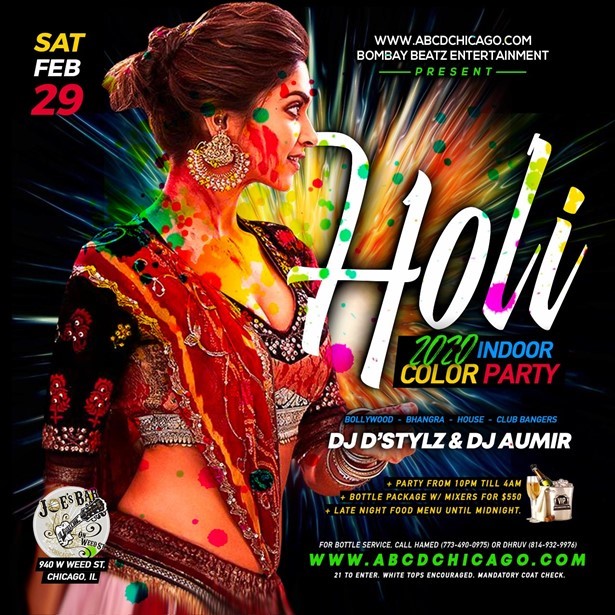 SAT
FEB
29
WWW.ABCDCHICAGO.COM
BOMBAY BEATZ ENTERTAINMENT
PRESENT
Holi
2020 INDOOR
COLOR PARTY
BOLLYWOOD - BHANGRA - HOUSE - CLUB BANGERS
DJ D'STYLZ & DJ AUMIR
+ PARTY FROM 10PM TILL 4AM
+ BOTTLE PACKAGE W/ MIXERS FOR $550
+ LATE NIGHT FOOD MENU UNTIL MIDNIGHT.
VIP
JOE'S BAR
ON WEED ST.
940 W WEED ST.
CHICAGO, IL
FOR BOTTLE SERVICE, CALL HAMED (773-490-0975) OR DHRUV (814-932-9976)
WWW.ABCDCHICAGO.COM
21 TO ENTER. WHITE TOPS ENCOURAGED. MANDATORY COAT CHECK.